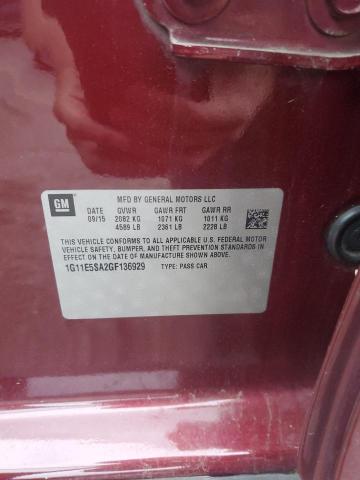 GM
MFD BY GENERAL MOTORS LLC
DATE GVWR GAWR FRT GAWR RR
09/15 2082 KG 1071 KG 1011 KG
4589 LB 2361 LB 2228 LB
THIS VEHICLE CONFORMS TO ALL APPLICABLE U.S. FEDERAL MOTOR
VEHICLE SAFETY, BUMPER, AND THEFT PREVENTION STANDARDS IN
EFFECT ON THE DATE OF MANUFACTURE SHOWN ABOVE.
1G11E5SA2GF136929 TYPE: PASS CAR